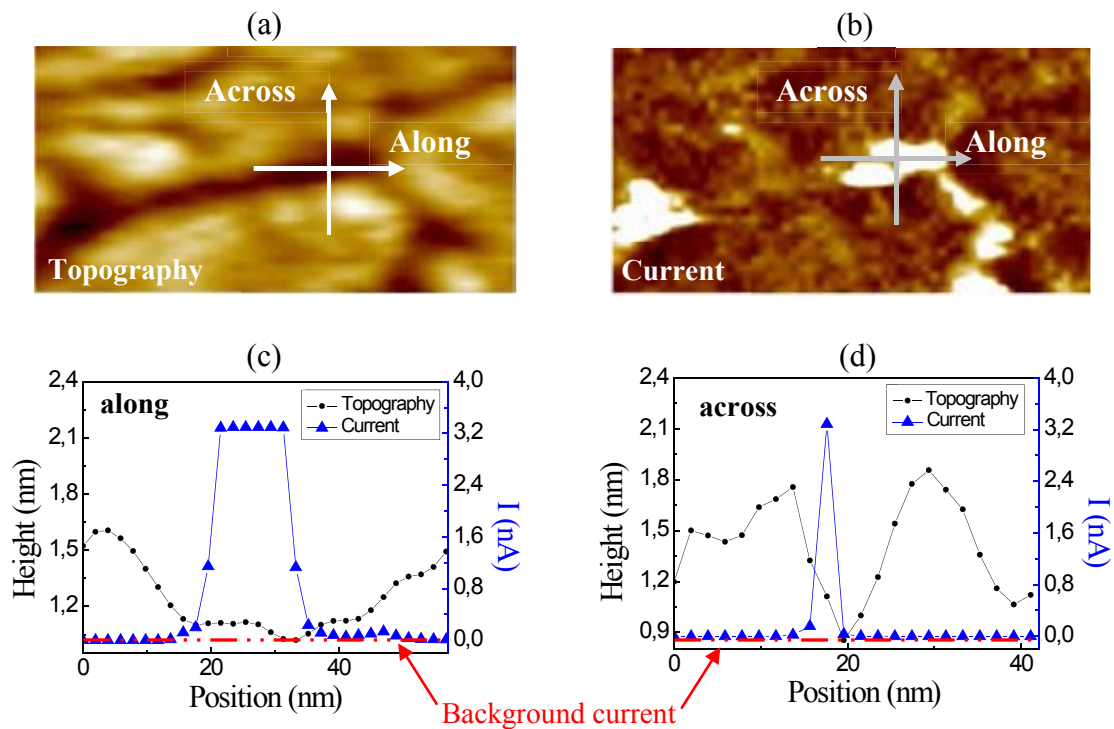 (a)
(b)
Across
Along
Topography
Across
Along
Current
(c)
(d)
along
Topography
Current
2,4
2,1
1,8
1,5
1,2
Height (nm)
4,0
3,2
2,4
1,6
0,8
0,0
I (nA)
0 20 40
Position (nm)
across
Topography
Current
2,4
2,1
1,8
1,5
1,2
0,9
Height (nm)
4,0
3,2
2,4
1,6
0,8
0,0
I (nA)
0 20 40
Position (nm)
Background current